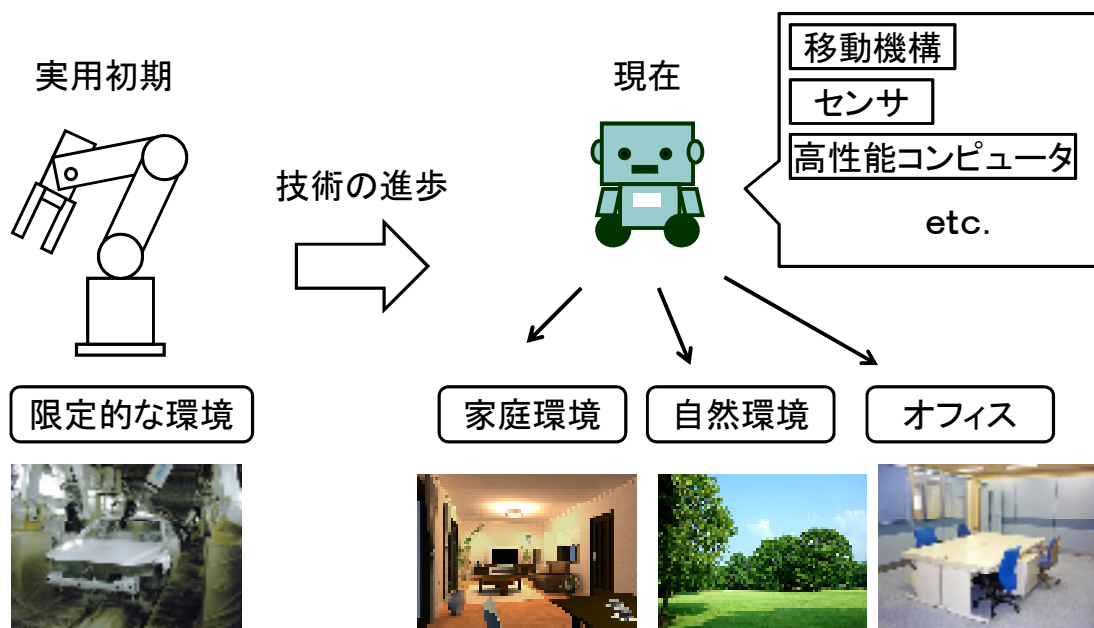 実用初期
現在
移動機構
センサ
高性能コンピュータ
etc.
技術の進歩
限定的な環境
家庭環境
自然環境
オフィス